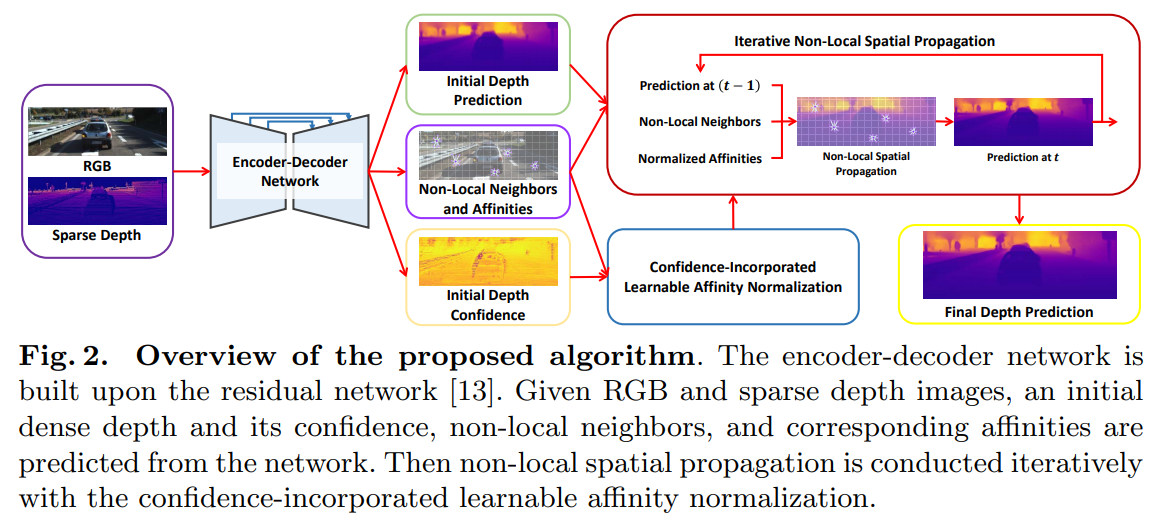 RGB
Sparse Depth
Encoder-Decoder
Network
Initial Depth
Prediction
Non-Local Neighbors
and Affinities
Initial Depth
Confidence
Iterative Non-Local Spatial Propagation
Prediction at (t − 1)
Non-Local Neighbors
Normalized Affinities
Non-Local Spatial
Propagation
Prediction at t
Confidence-Incorporated
Learnable Affinity Normalization
Final Depth Prediction
Fig. 2. Overview of the proposed algorithm. The encoder-decoder network is
built upon the residual network [13]. Given RGB and sparse depth images, an initial
dense depth and its confidence, non-local neighbors, and corresponding affinities are
predicted from the network. Then non-local spatial propagation is conducted iteratively
with the confidence-incorporated learnable affinity normalization.